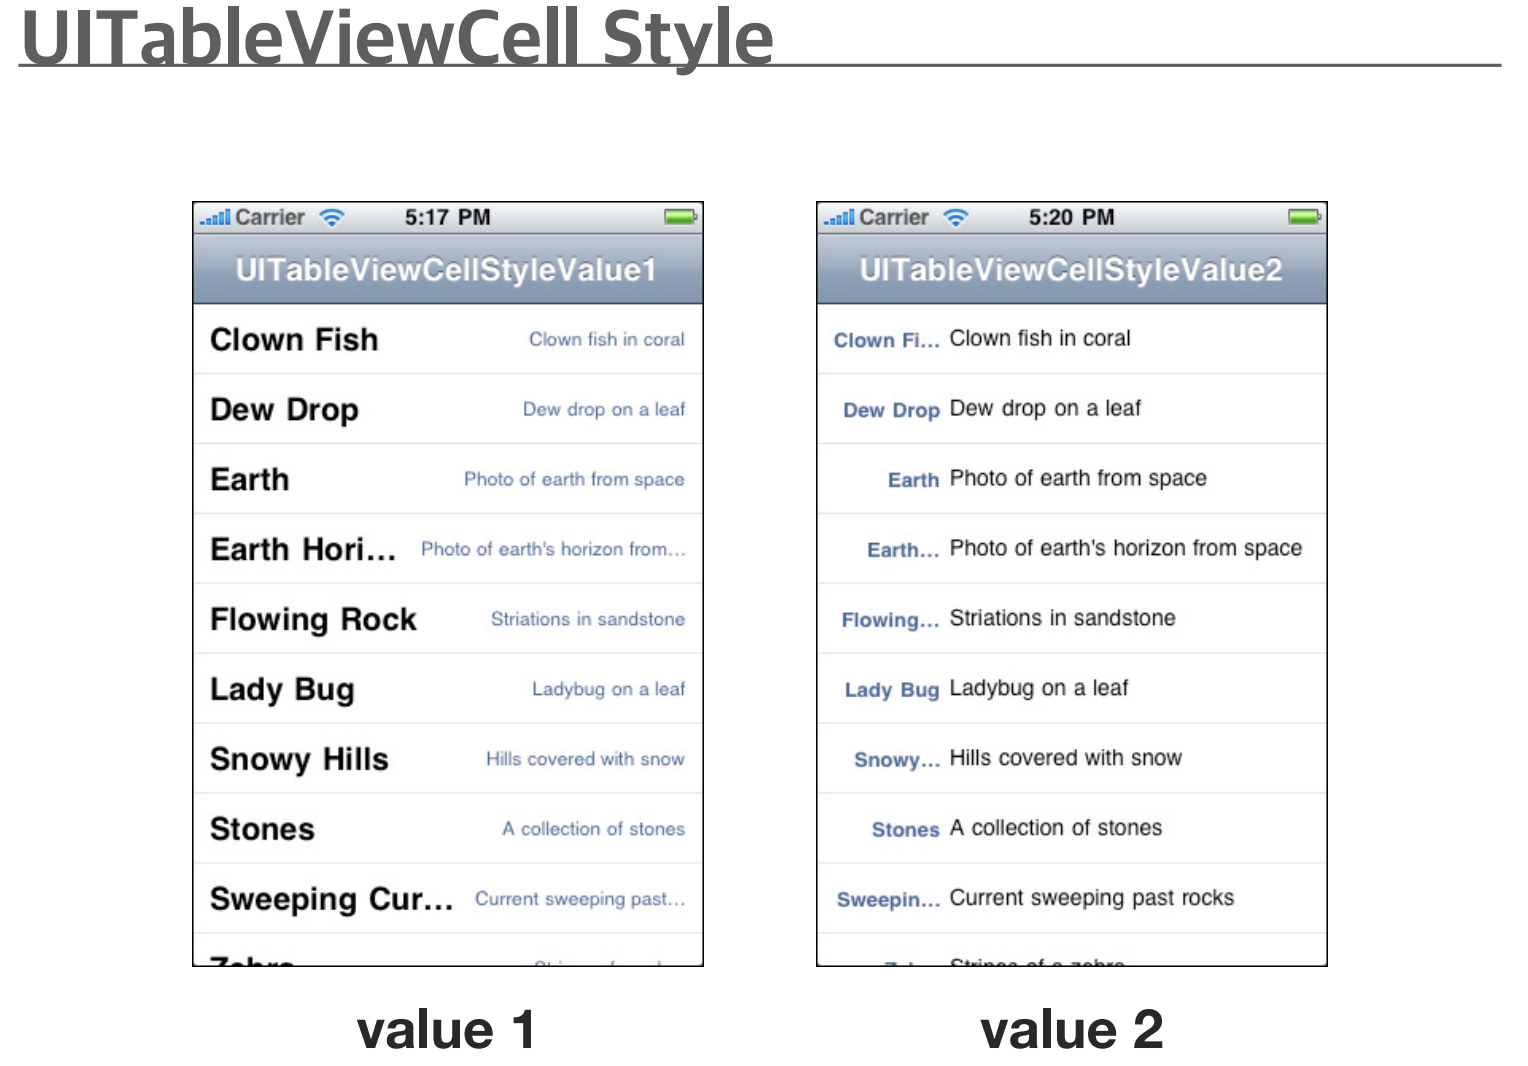 UITableViewCell Style
Carrier 5:17 PM
UITableViewCellStyleValue1
Clown Fish Clown fish in coral
Dew Drop Dew drop on a leaf
Earth Photo of earth from space
Earth Hori... Photo of earth's horizon from...
Flowing Rock Striations in sandstone
Lady Bug Ladybug on a leaf
Snowy Hills Hills covered with snow
Stones A collection of stones
Sweeping Cur... Current sweeping past...
Zebra
value 1
Carrier 5:20 PM
UITableViewCellStyleValue2
Clown Fi... Clown fish in coral
Dew Drop Dew drop on a leaf
Earth Photo of earth from space
Earth... Photo of earth's horizon from space
Flowing... Striations in sandstone
Lady Bug Ladybug on a leaf
Snowy... Hills covered with snow
Stones A collection of stones
Sweepin... Current sweeping past rocks
Stripes of a zebra
value 2